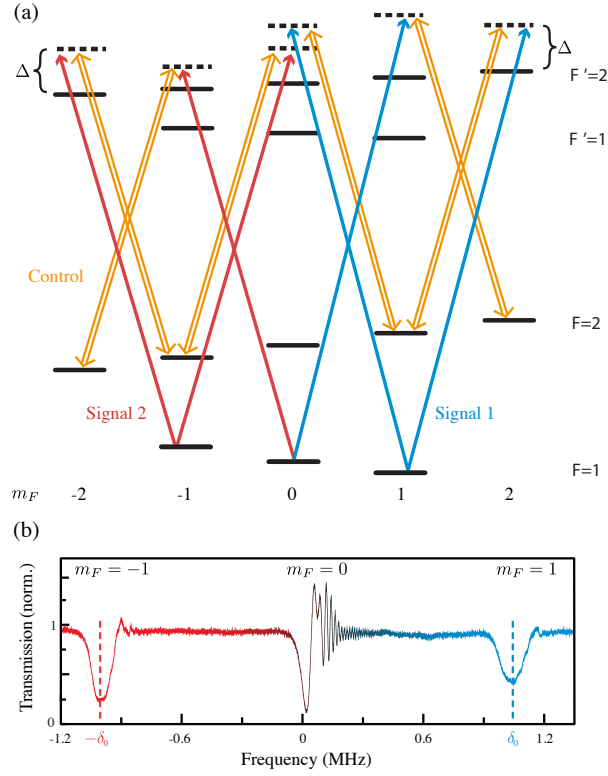 (a)
Δ
Δ
F ’=2
F ’=1
Control
F=2
Signal 2
Signal 1
F=1
m_F -2 -1 0 1 2
(b)
m_F = −1 m_F = 0 m_F = 1
Transmission (norm.)
1
0
-1.2 −δ₀ -0.6 0 0.6 δ₀ 1.2
Frequency (MHz)